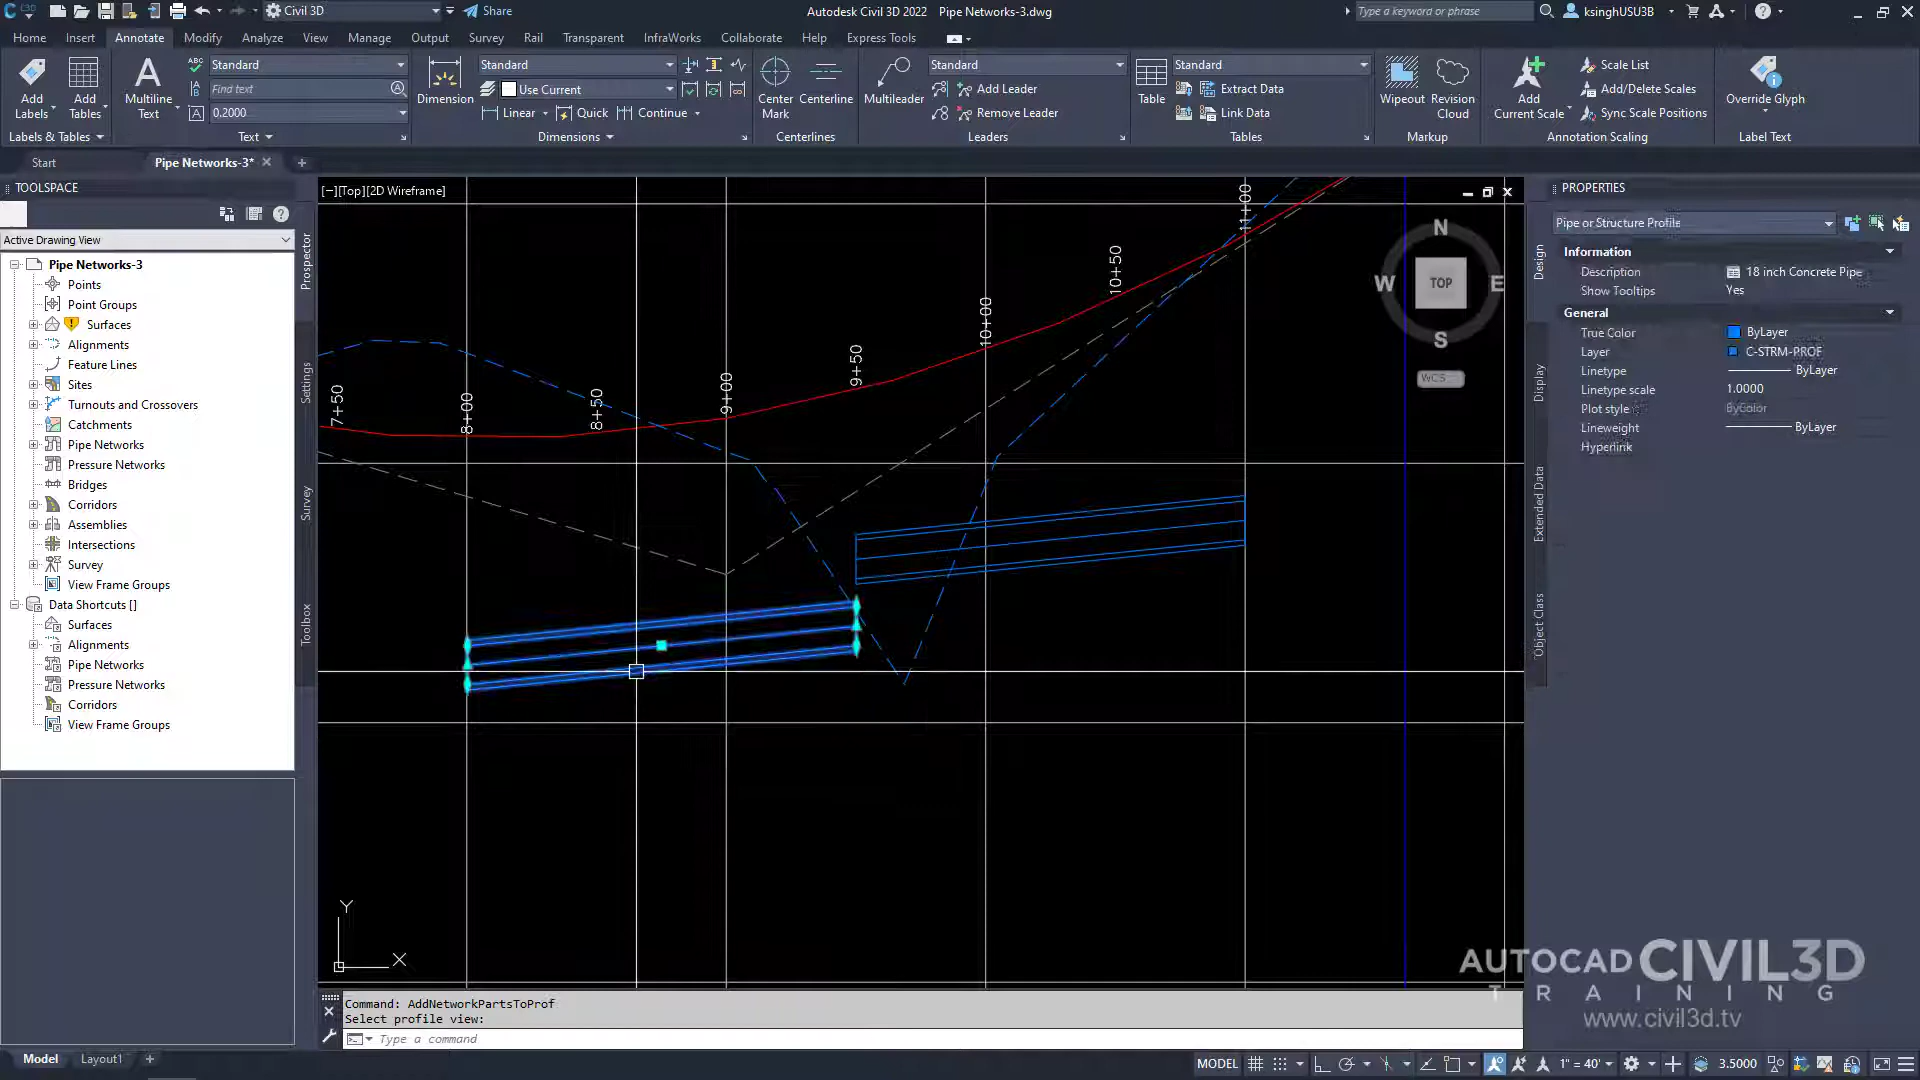 Civil 3D
Share
Autodesk Civil 3D 2022 Pipe Networks-3.dwg
Type a keyword or phrase
ksinghUSU3B
Home Insert Annotate Modify Analyze View Manage Output Survey Rail Transparent InfraWorks Collaborate Help Express Tools
Add Labels
Add Tables
Labels & Tables
Multiline Text
ABC
Standard
Find text
0.2000
Text
Dimension
Standard
Use Current
Linear
Quick
Continue
Dimensions
Center Mark
Centerline
Centerlines
Multileader
Standard
Add Leader
Remove Leader
Leaders
Table
Standard
Extract Data
Link Data
Tables
Wipeout
Revision Cloud
Markup
Add Current Scale
Scale List
Add/Delete Scales
Sync Scale Positions
Annotation Scaling
Override Glyph
Label Text
Start
Pipe Networks-3*
TOOLSPACE
Active Drawing View
Pipe Networks-3
Points
Point Groups
Surfaces
Alignments
Feature Lines
Sites
Turnouts and Crossovers
Catchments
Pipe Networks
Pressure Networks
Bridges
Corridors
Assemblies
Intersections
Survey
View Frame Groups
Data Shortcuts []
Surfaces
Alignments
Pipe Networks
Pressure Networks
Corridors
View Frame Groups
Prospector
Settings
Survey
Toolbox
[−][Top][2D Wireframe]
7+50
8+00
8+50
9+00
9+50
10+00
10+50
11+00
N
W
TOP
E
S
WCS
Y
X
PROPERTIES
Pipe or Structure Profile
Information
Description 18 inch Concrete Pipe
Show Tooltips Yes
General
True Color ByLayer
Layer C-STRM-PROF
Linetype ByLayer
Linetype scale 1.0000
Plot style ByColor
Lineweight ByLayer
Hyperlink
Design
Display
Extended Data
Object Class
AUTOCAD CIVIL3D
TRAINING
www.civil3d.tv
Command: AddNetworkPartsToProf
Select profile view:
Type a command
Model Layout1
MODEL
1" = 40'
3.5000